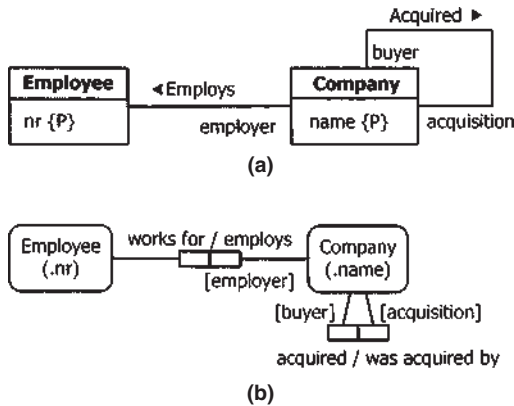 Acquired ►
buyer
Employee
◄Employs
Company
nr {P}
employer
name {P}
acquisition
(a)
Employee
(.nr)
works for / employs
[employer]
Company
(.name)
[buyer]
[acquisition]
acquired / was acquired by
(b)